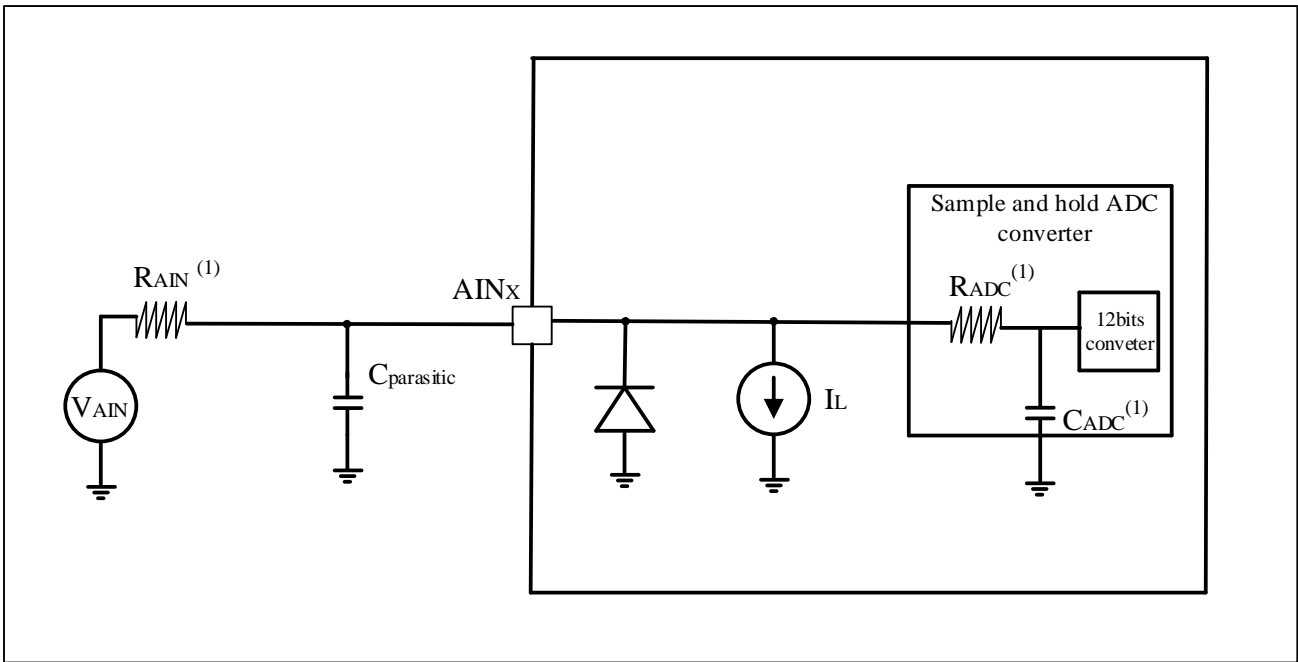 Sample and hold ADC
converter
RAIN (1)
AINX
RADC(1)
12bits
conveter
Cparasitic
VAIN
IL
CADC(1)